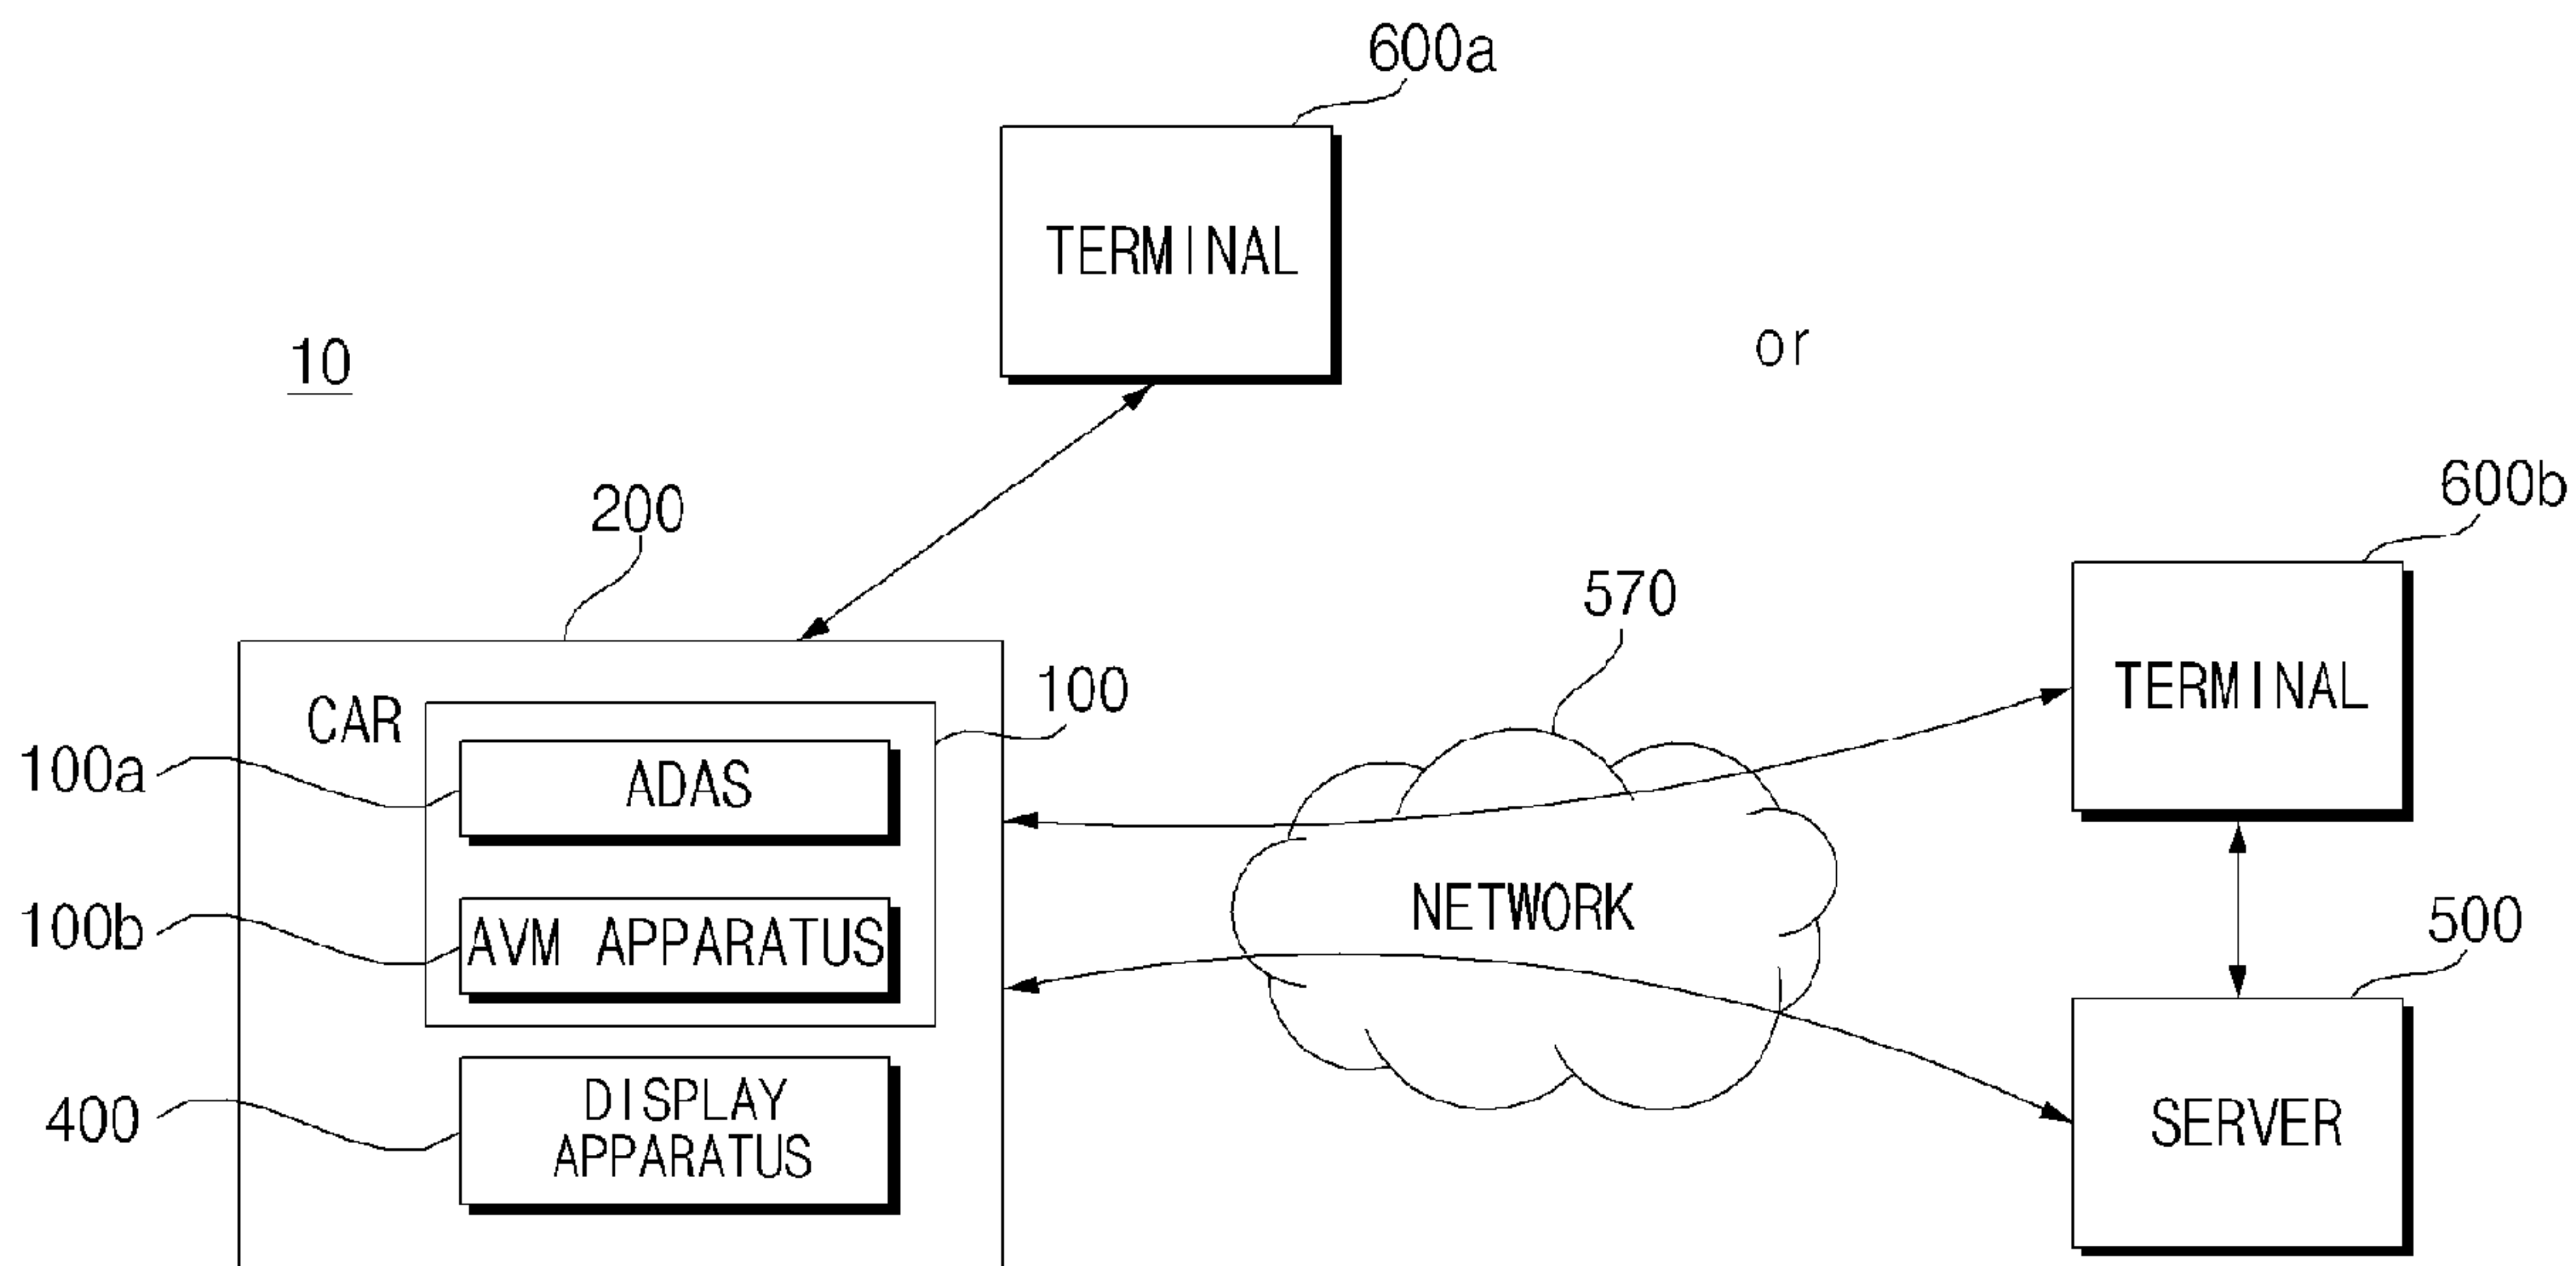 600a
TERMINAL
10
or
200
600b
570
TERMINAL
CAR
100
100a
ADAS
100b
AVM APPARATUS
NETWORK
500
400
DISPLAY
APPARATUS
SERVER